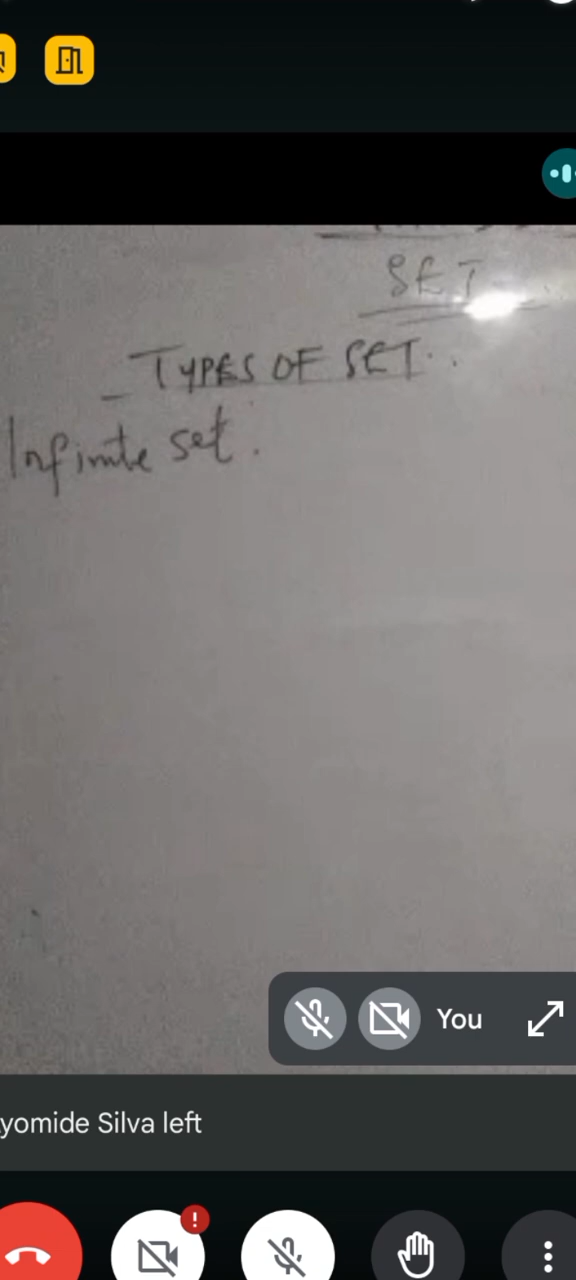 SET
- TYPES OF SET..
Infinite set.
You
yomide Silva left